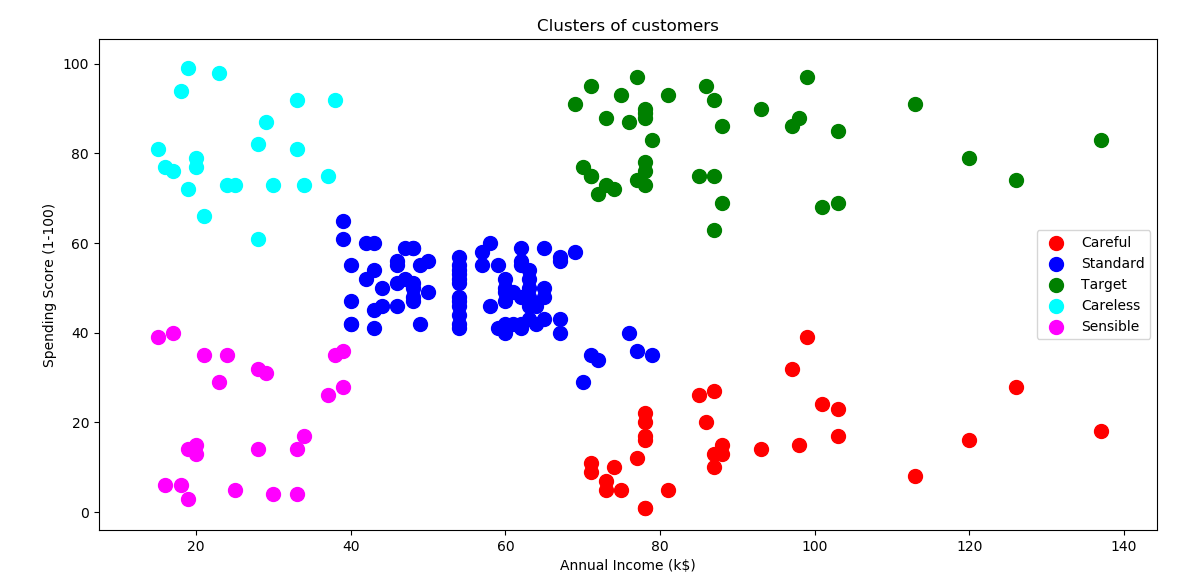 Clusters of customers
Spending Score (1-100)
100
80
60
40
20
0
Careful
Standard
Target
Careless
Sensible
20
40
60
80
100
120
140
Annual Income (k$)